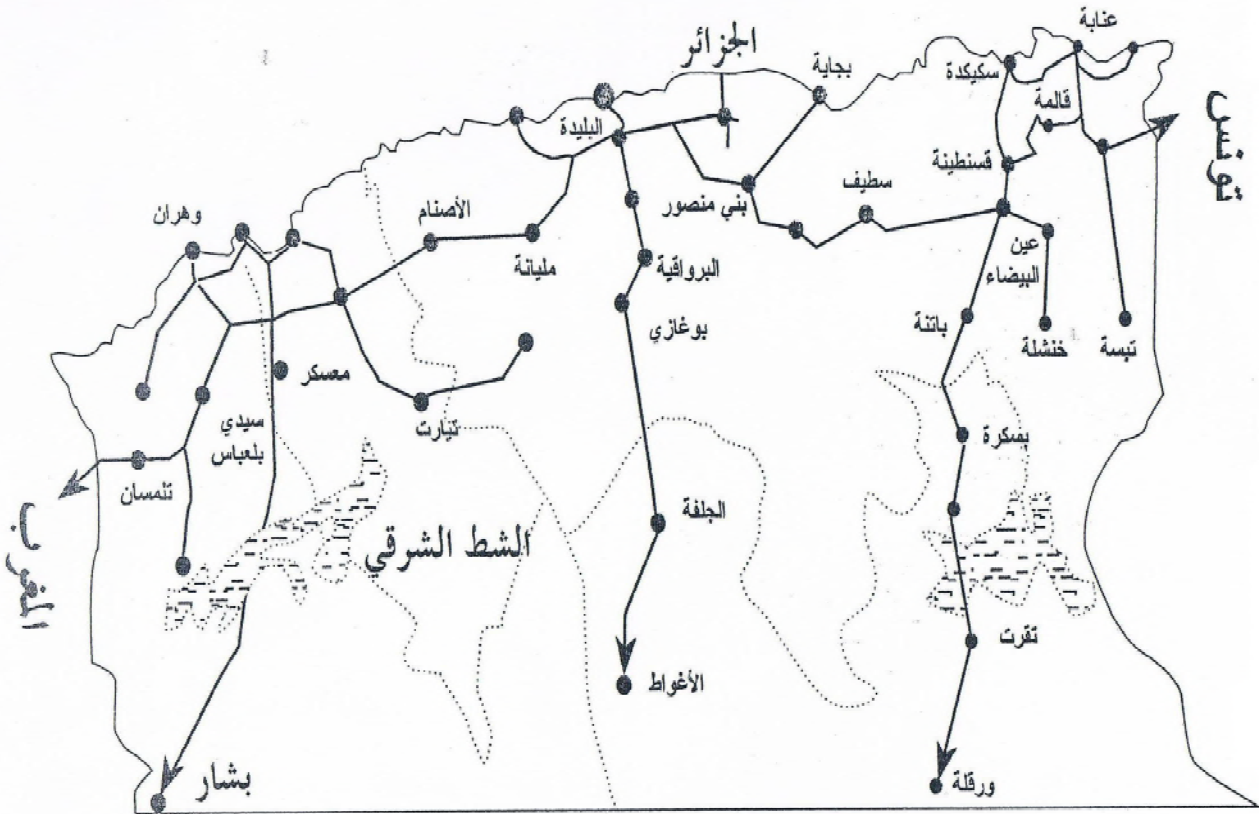 عنابة
الجزائر
بجاية
سكيكدة
قالمة
تونس
البليدة
قسنطينة
سطيف
بني منصور
وهران
الأصنام
مليانة
البرواقية
عين
البيضاء
بوغازي
باتنة
خنشلة
تبسة
معسكر
تيارت
سيدي
بلعباس
بسكرة
تلمسان
الجلفة
الشط الشرقي
المغرب
تقرت
الأغواط
بشار
ورقلة